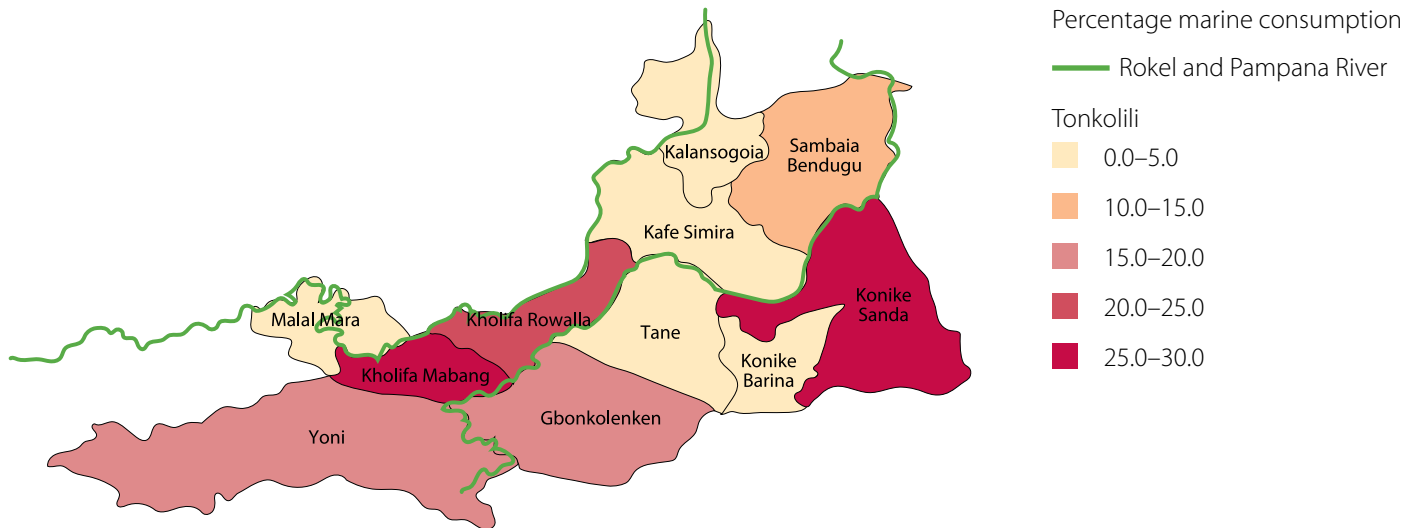 Percentage marine consumption
Rokel and Pampana River
Tonkolili
0.0–5.0
10.0–15.0
15.0–20.0
20.0–25.0
25.0–30.0
Kalansogoia
Sambaia
Bendugu
Kafe Simira
Konike
Sanda
Malal Mara
Kholifa Rowalla
Tane
Konike
Barina
Kholifa Mabang
Gbonkolenken
Yoni